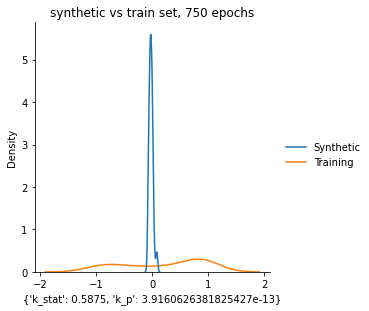 synthetic vs train set, 750 epochs
5
4
3
2
1
0
Density
−2
−1
0
1
2
{'k_stat': 0.5875, 'k_p': 3.9160626381825427e-13}
Synthetic
Training